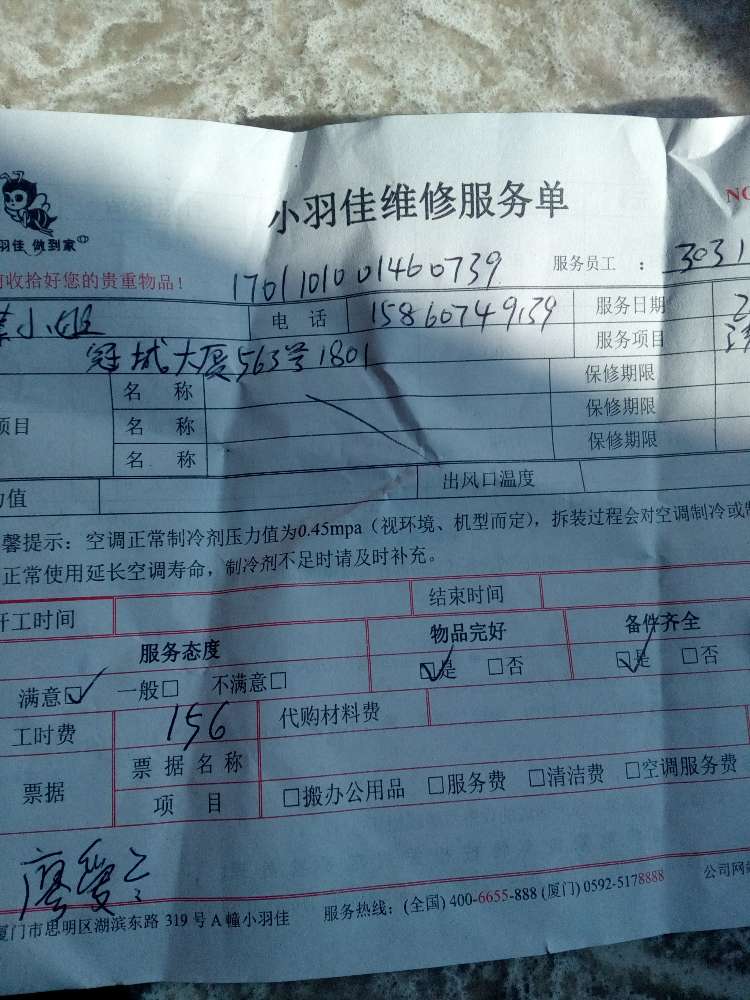 小羽佳维修服务单
NO
羽佳 做到家
收拾好您的贵重物品！
1701101001460739
服务员工 ： 3031
小姐 电 话 15860749139 服务日期
冠城大厦563号1801 服务项目
名 称 保修期限
项目 名 称 保修期限
名 称 保修期限
力值 出风口温度
馨提示：空调正常制冷剂压力值为0.45mpa（视环境、机型而定），拆装过程会对空调制冷或
正常使用延长空调寿命，制冷剂不足时请及时补充。
开工时间 结束时间
服务态度 物品完好 备件齐全
满意☑ 一般□ 不满意□ ☑是 □否 ☑是 □否
工时费 156 代购材料费
票据 票 据 名 称
项 目 □搬办公用品 □服务费 □清洁费 □空调服务费
廖爱
厦门市思明区湖滨东路 319 号 A 幢小羽佳 服务热线：(全国) 400-6655-888 (厦门) 0592-5178888 公司网